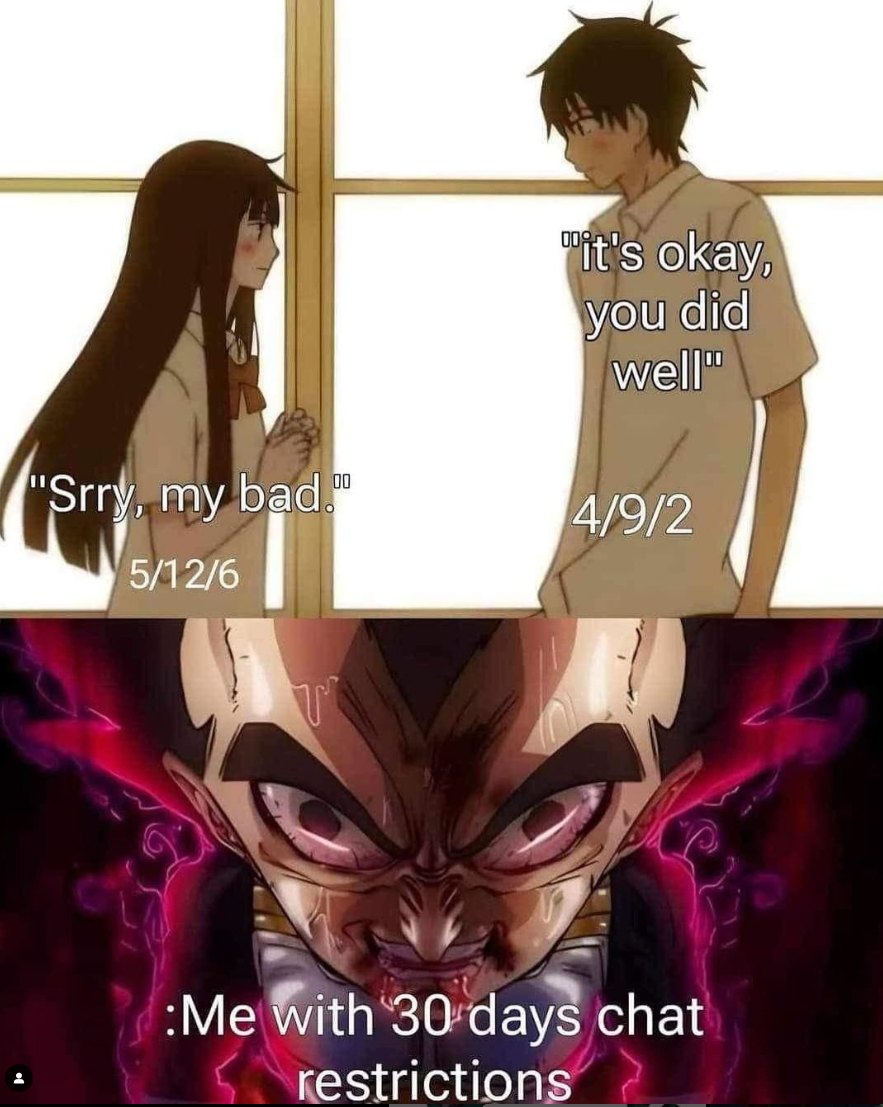 "it's okay,
you did
well"
"Srry, my bad."
4/9/2
5/12/6
:Me with 30 days chat
restrictions